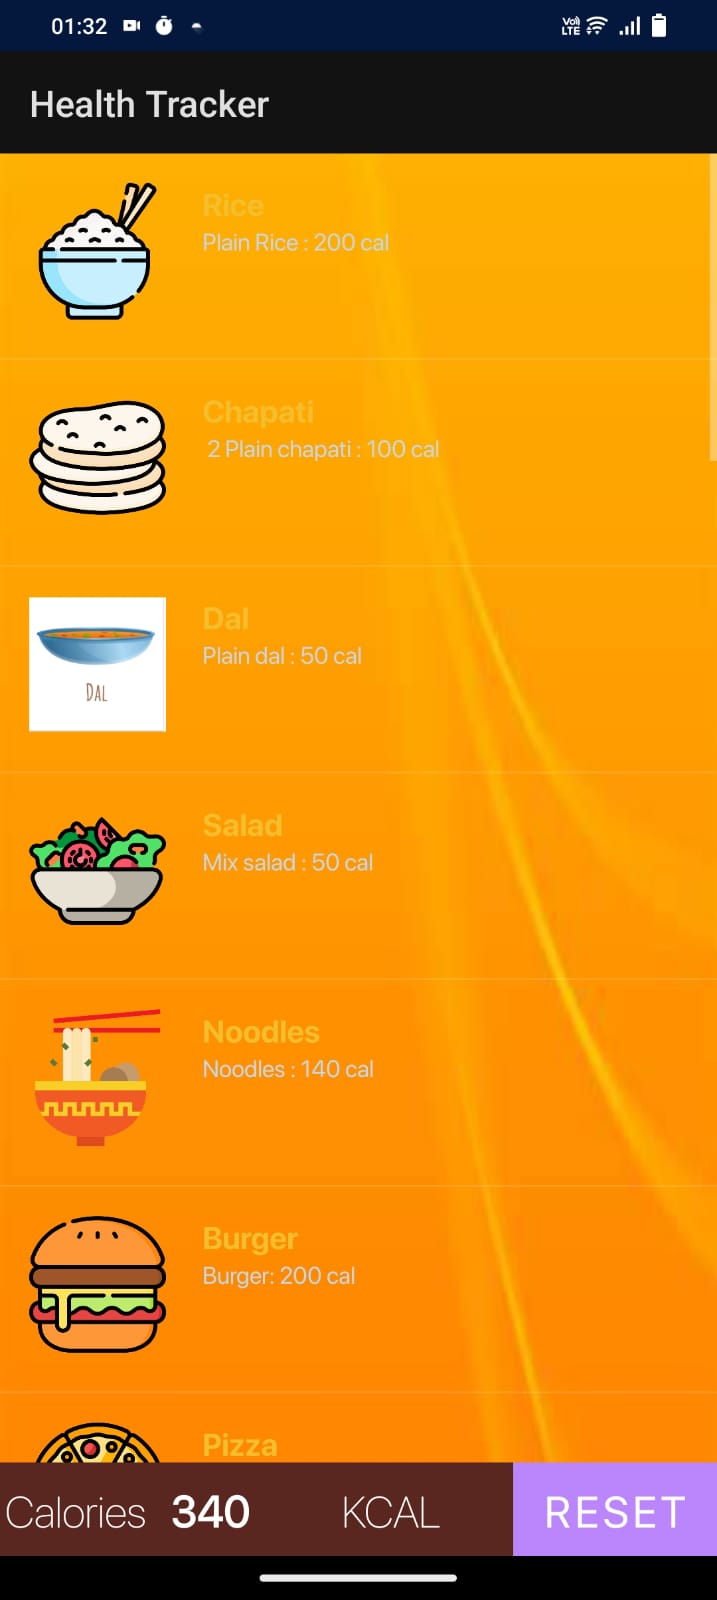 01:32
Vo) LTE
Health Tracker
Rice
Plain Rice : 200 cal
Chapati
2 Plain chapati : 100 cal
Dal
Plain dal : 50 cal
DAL
Salad
Mix salad : 50 cal
Noodles
Noodles : 140 cal
Burger
Burger: 200 cal
Pizza
Calories 340 KCAL RESET